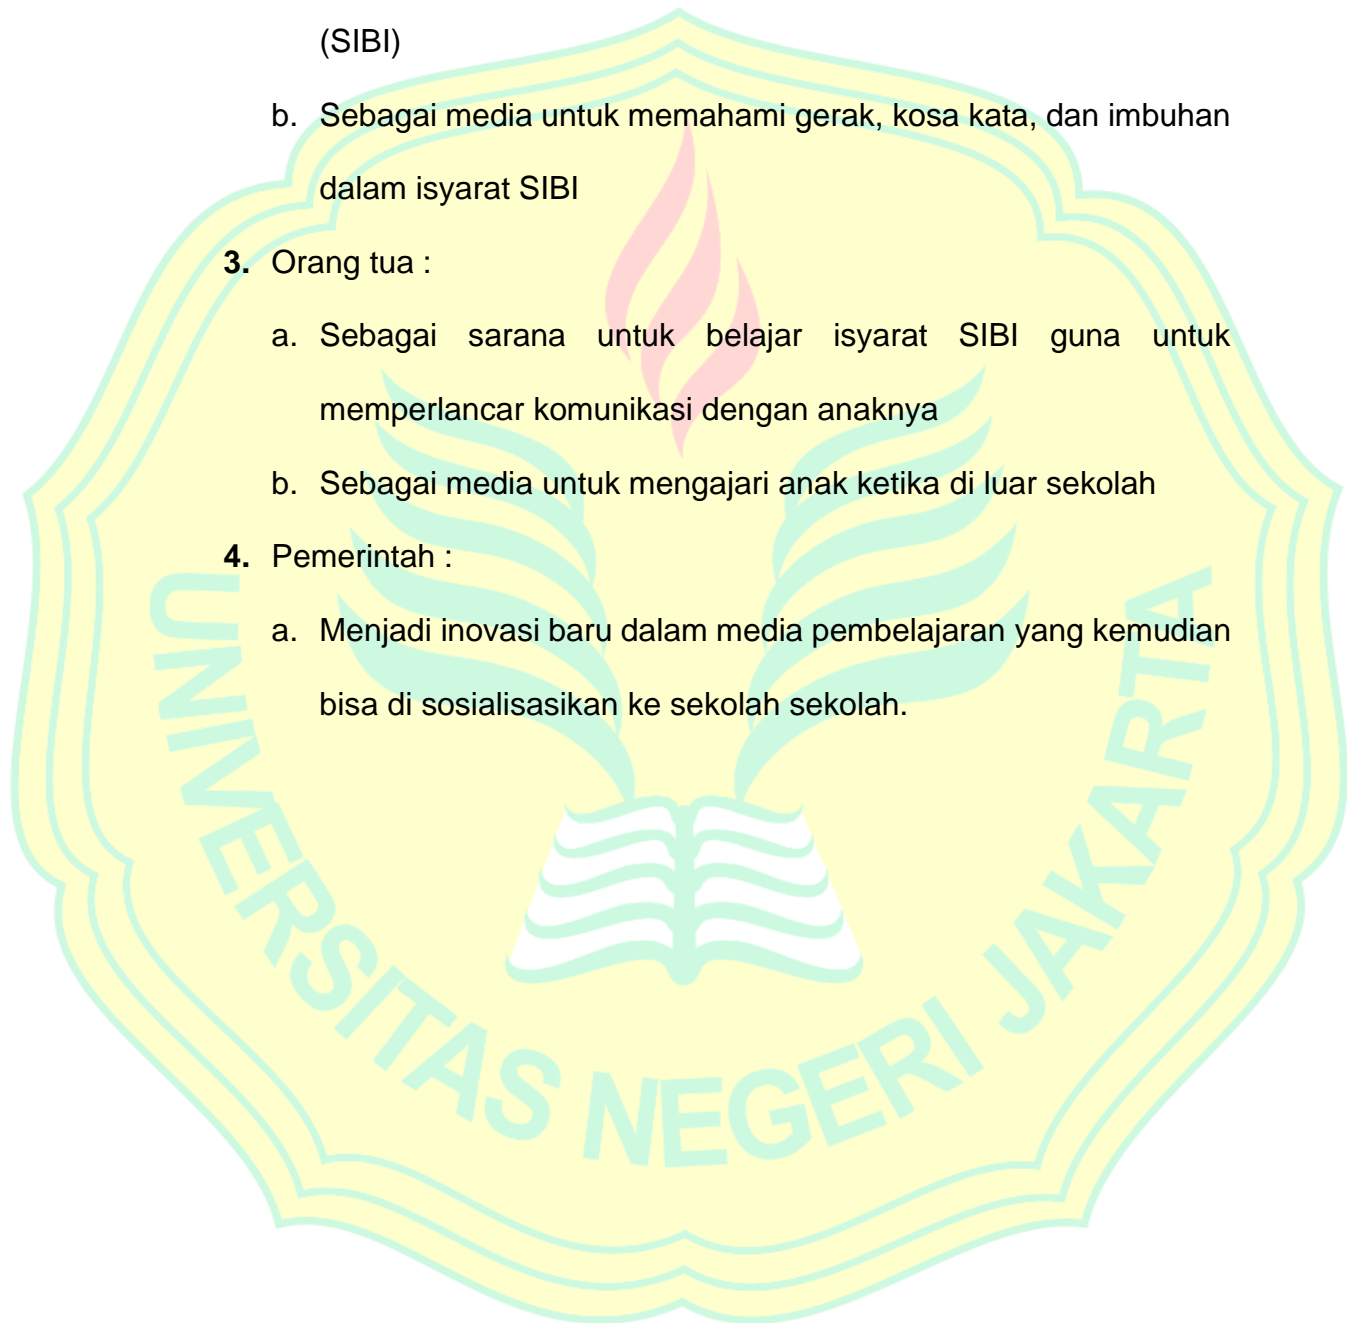 (SIBI)
b. Sebagai media untuk memahami gerak, kosa kata, dan imbuhan
dalam isyarat SIBI
3. Orang tua :
a. Sebagai sarana untuk belajar isyarat SIBI guna untuk
memperlancar komunikasi dengan anaknya
b. Sebagai media untuk mengajari anak ketika di luar sekolah
4. Pemerintah :
a. Menjadi inovasi baru dalam media pembelajaran yang kemudian
bisa di sosialisasikan ke sekolah sekolah.
UNIVERSITAS NEGERI JAKARTA